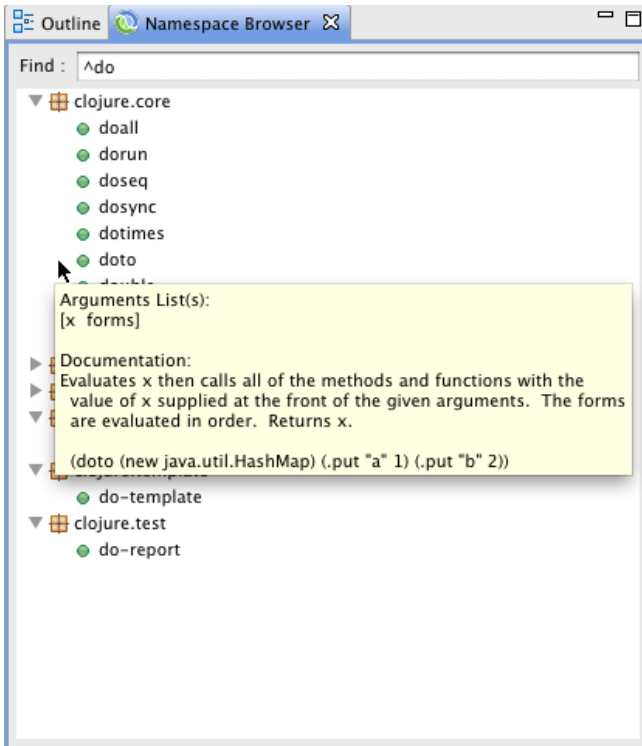 Outline Namespace Browser
Find : ^do
clojure.core
doall
dorun
doseq
dosync
dotimes
doto
Arguments List(s):
[x forms]
Documentation:
Evaluates x then calls all of the methods and functions with the
value of x supplied at the front of the given arguments. The forms
are evaluated in order. Returns x.
(doto (new java.util.HashMap) (.put "a" 1) (.put "b" 2))
do-template
clojure.test
do-report